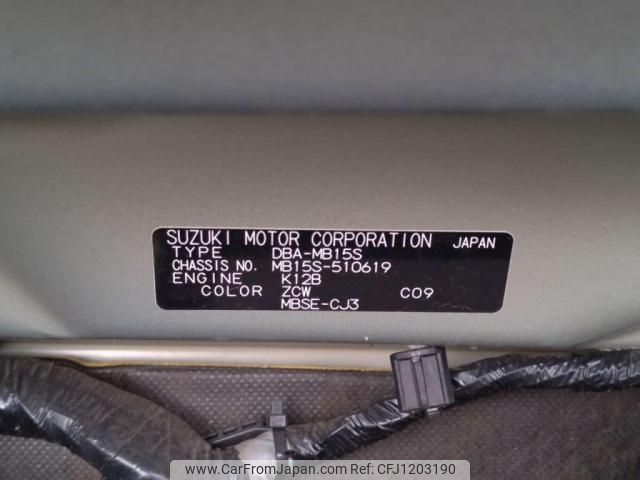 SUZUKI MOTOR CORPORATION JAPAN
TYPE DBA-MB15S
CHASSIS NO. MB15S-510619
ENGINE K12B
COLOR ZCW C09
MBSE-CJ3
www.CarFromJapan.com Ref: CFJ1203190